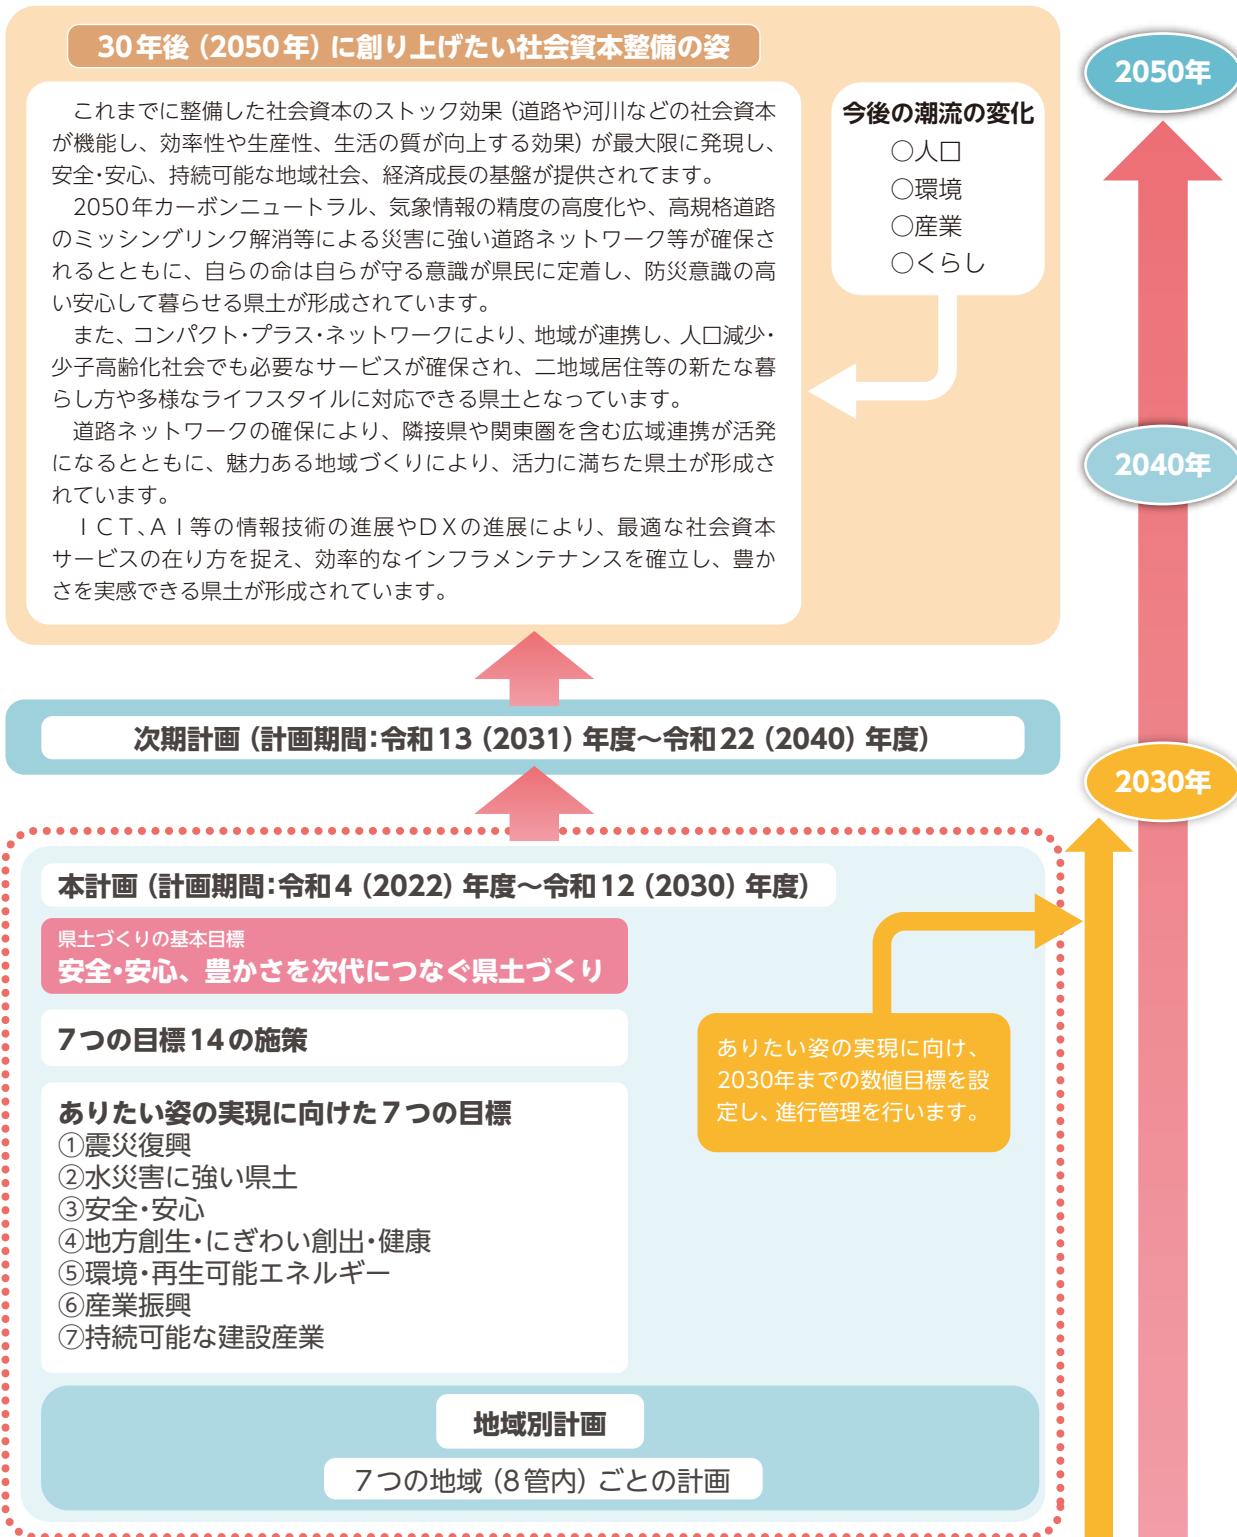 30年後（2050年）に創り上げたい社会資本整備の姿
　これまでに整備した社会資本のストック効果（道路や河川などの社会資本
が機能し、効率性や生産性、生活の質が向上する効果）が最大限に発現し、
安全・安心、持続可能な地域社会、経済成長の基盤が提供されてます。
　2050年カーボンニュートラル、気象情報の精度の高度化や、高規格道路
のミッシングリンク解消等による災害に強い道路ネットワーク等が確保さ
れるとともに、自らの命は自らが守る意識が県民に定着し、防災意識の高
い安心して暮らせる県土が形成されています。
　また、コンパクト・プラス・ネットワークにより、地域が連携し、人口減少・
少子高齢化社会でも必要なサービスが確保され、二地域居住等の新たな暮
らし方や多様なライフスタイルに対応できる県土となっています。
　道路ネットワークの確保により、隣接県や関東圏を含む広域連携が活発
になるとともに、魅力ある地域づくりにより、活力に満ちた県土が形成さ
れています。
　ＩＣＴ、ＡＩ等の情報技術の進展やＤＸの進展により、最適な社会資本
サービスの在り方を捉え、効率的なインフラメンテナンスを確立し、豊か
さを実感できる県土が形成されています。
今後の潮流の変化
○人口
○環境
○産業
○くらし
2050年
2040年
次期計画（計画期間：令和13（2031）年度～令和22（2040）年度）
2030年
本計画（計画期間：令和4（2022）年度～令和12（2030）年度）
県土づくりの基本目標
安全・安心、豊かさを次代につなぐ県土づくり
7つの目標14の施策
ありたい姿の実現に向けた7つの目標
①震災復興
②水災害に強い県土
③安全・安心
④地方創生・にぎわい創出・健康
⑤環境・再生可能エネルギー
⑥産業振興
⑦持続可能な建設産業
ありたい姿の実現に向け、
2030年までの数値目標を設
定し、進行管理を行います。
地域別計画
7つの地域（8管内）ごとの計画